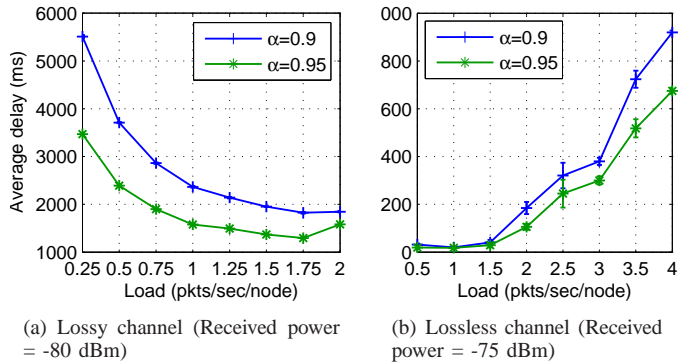 6000
5000
4000
3000
2000
1000
Average delay (ms)
α=0.9
α=0.95
0.25 0.5 0.75 1 1.25 1.5 1.75 2
Load (pkts/sec/node)
(a) Lossy channel (Received power
= -80 dBm)
000
800
600
400
200
0
α=0.9
α=0.95
0.5 1 1.5 2 2.5 3 3.5 4
Load (pkts/sec/node)
(b) Lossless channel (Received
power = -75 dBm)